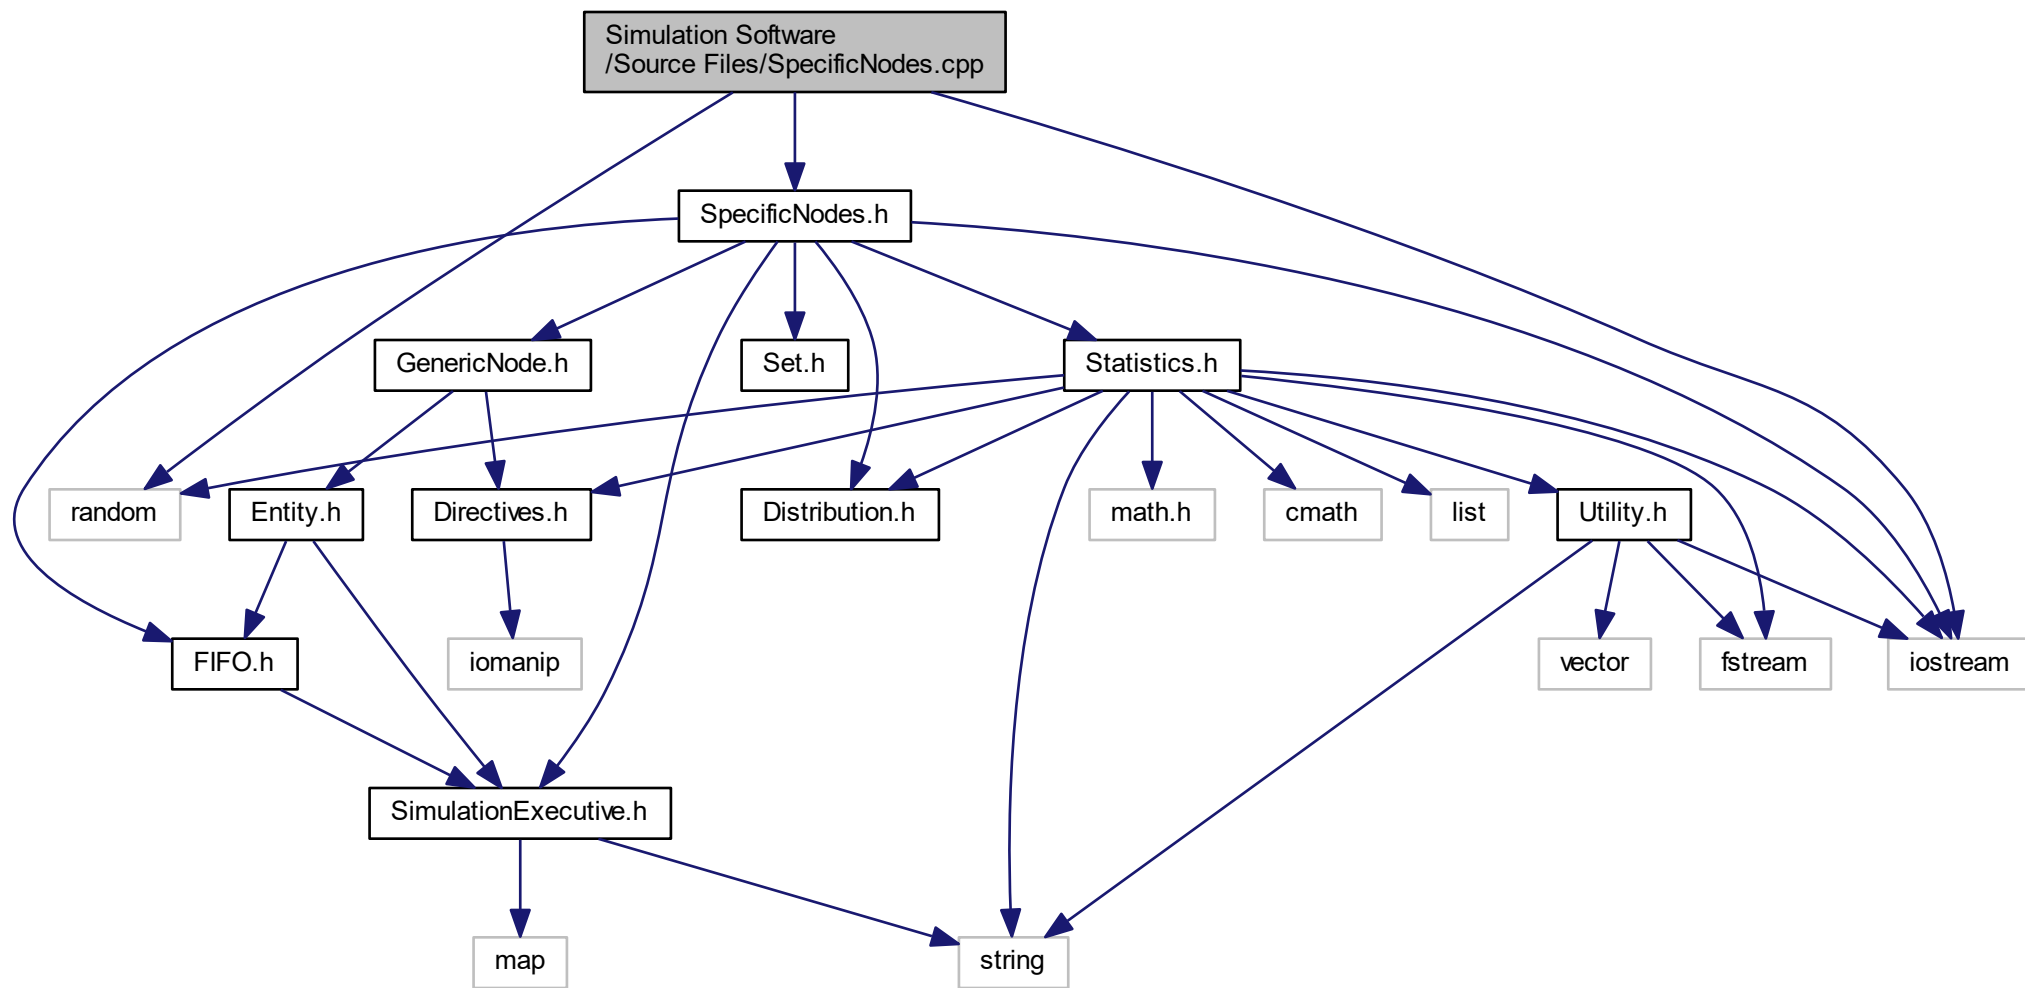 Simulation Software
/Source Files/SpecificNodes.cpp
SpecificNodes.h
GenericNode.h
Set.h
Statistics.h
random
Entity.h
Directives.h
Distribution.h
math.h
cmath
list
Utility.h
FIFO.h
iomanip
vector
fstream
iostream
SimulationExecutive.h
map
string